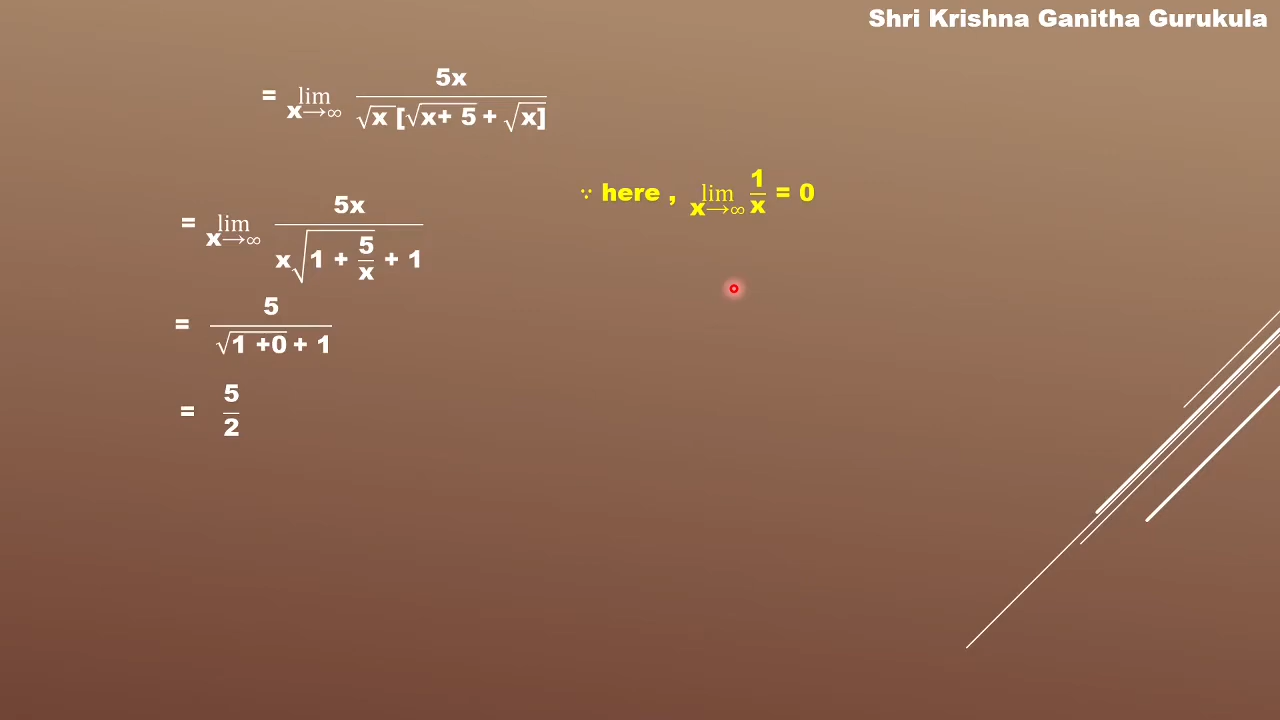 Shri Krishna Ganitha Gurukula
= lim x→∞ 5x / √x [√x+ 5 + √x]
∵ here , lim x→∞ 1/x = 0
= lim x→∞ 5x / x√1 + 5/x + 1
= 5 / √1 +0 + 1
= 5/2